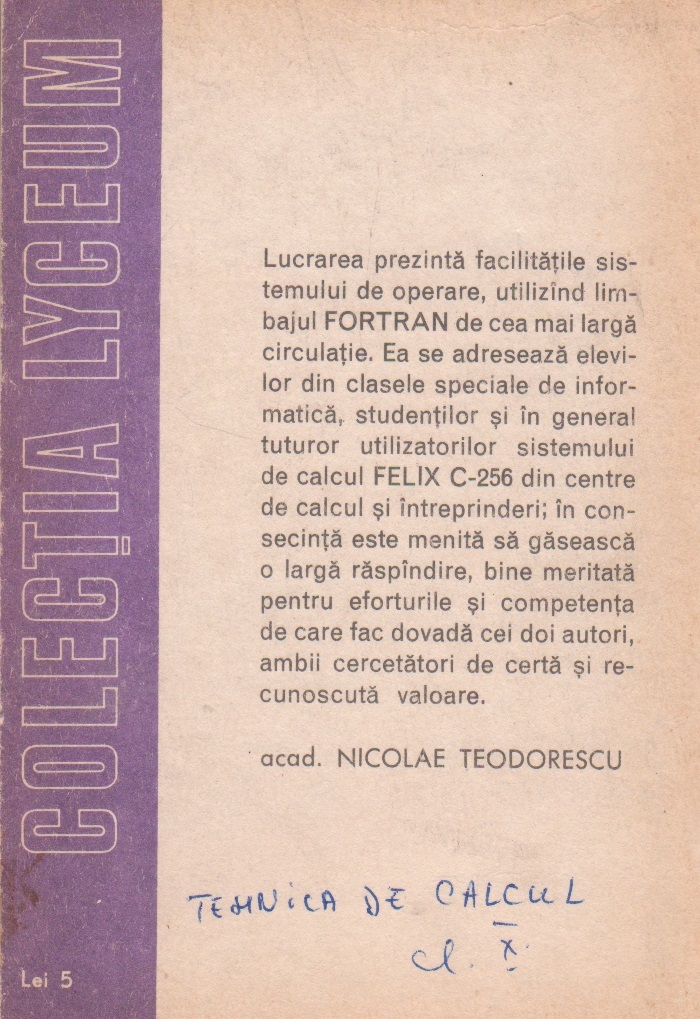 COLECȚIA LYCEUM
Lucrarea prezintă facilitățile sis-
temului de operare, utilizînd lim-
bajul FORTRAN de cea mai largă
circulație. Ea se adresează elevi-
lor din clasele speciale de infor-
matică, studenților și în general
tuturor utilizatorilor sistemului
de calcul FELIX C-256 din centre
de calcul și întreprinderi; în con-
secință este menită să găsească
o largă răspîndire, bine meritată
pentru eforturile și competența
de care fac dovadă cei doi autori,
ambii cercetători de certă și re-
cunoscută valoare.
acad. NICOLAE TEODORESCU
TEHNICA DE CALCUL
cl. X
Lei 5